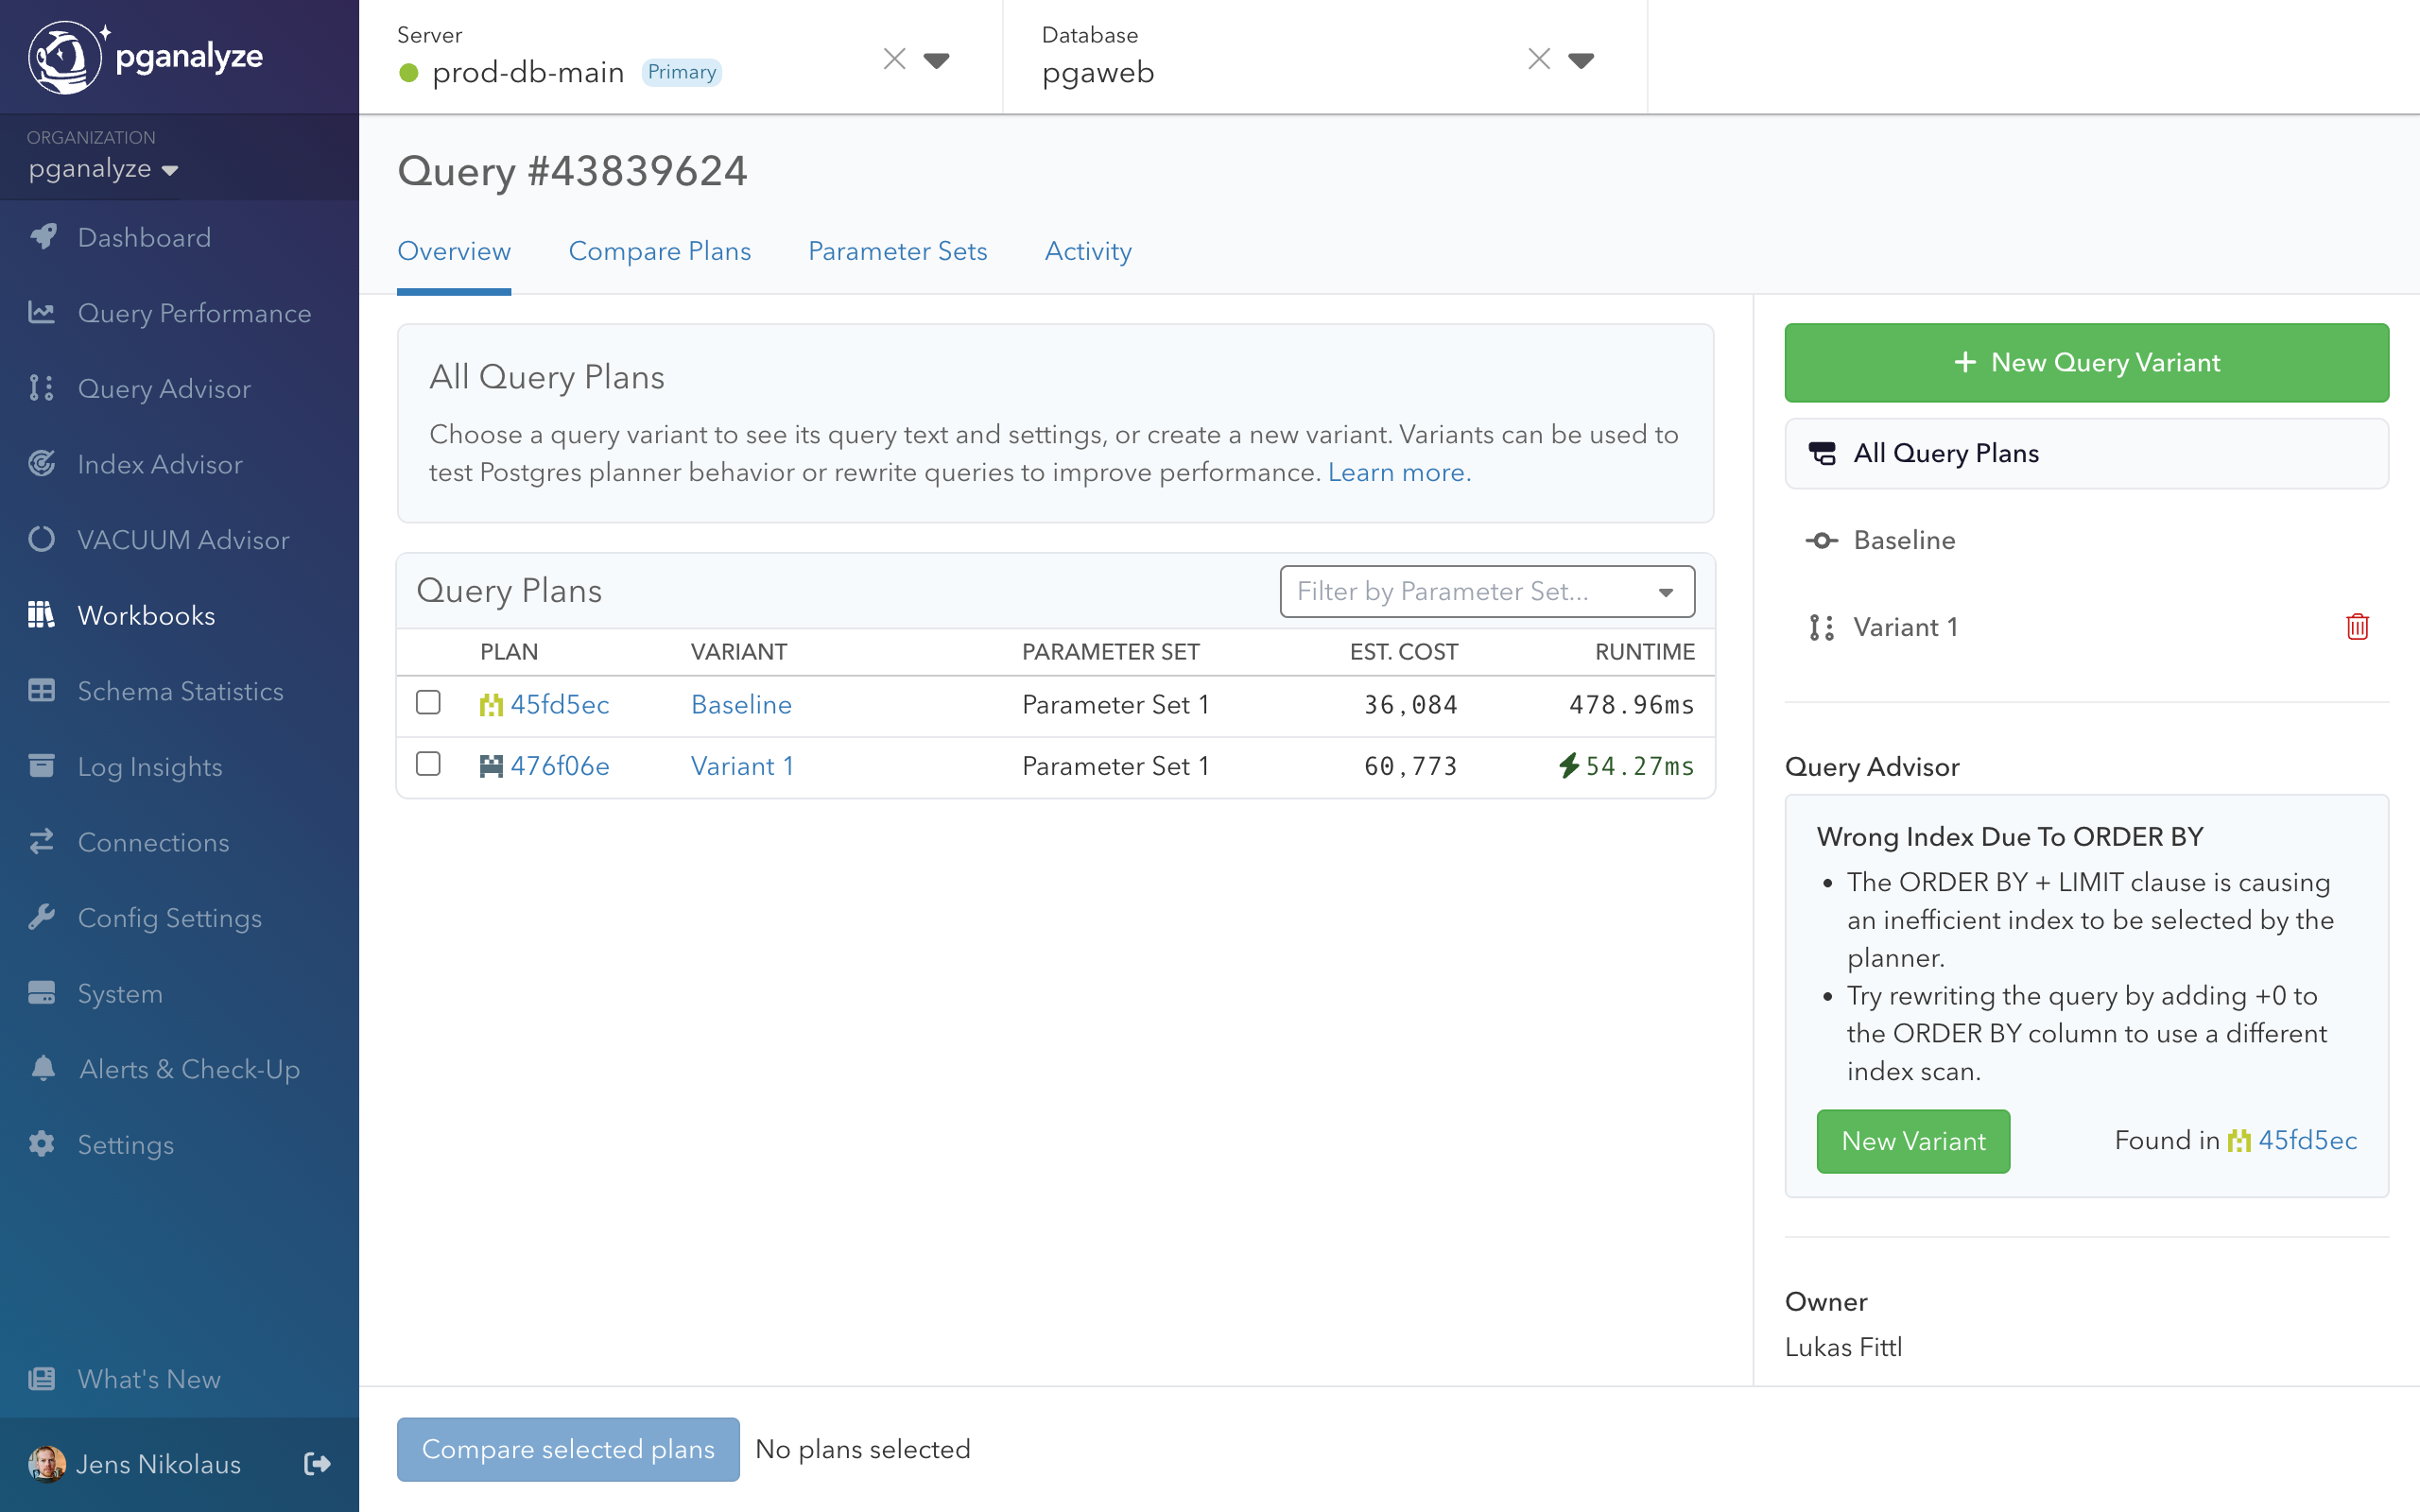 pganalyze
ORGANIZATION
pganalyze
Dashboard
Query Performance
Query Advisor
Index Advisor
VACUUM Advisor
Workbooks
Schema Statistics
Log Insights
Connections
Config Settings
System
Alerts & Check-Up
Settings
What's New
Jens Nikolaus
Server
prod-db-main Primary
Database
pgaweb
Query #43839624
Overview Compare Plans Parameter Sets Activity
All Query Plans
Choose a query variant to see its query text and settings, or create a new variant. Variants can be used to
test Postgres planner behavior or rewrite queries to improve performance. Learn more.
Query Plans Filter by Parameter Set...
PLAN VARIANT PARAMETER SET EST. COST RUNTIME
45fd5ec Baseline Parameter Set 1 36,084 478.96ms
476f06e Variant 1 Parameter Set 1 60,773 54.27ms
Compare selected plans No plans selected
+ New Query Variant
All Query Plans
Baseline
Variant 1
Query Advisor
Wrong Index Due To ORDER BY
• The ORDER BY + LIMIT clause is causing
an inefficient index to be selected by the
planner.
• Try rewriting the query by adding +0 to
the ORDER BY column to use a different
index scan.
New Variant Found in 45fd5ec
Owner
Lukas Fittl